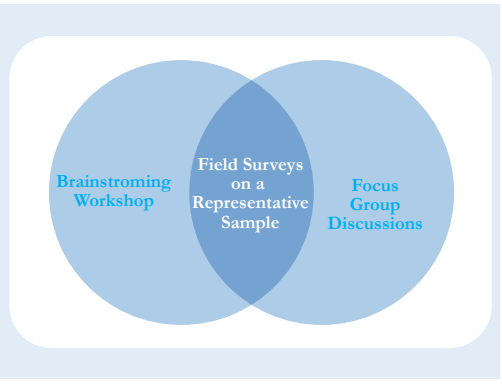 Brainstroming
Workshop
Field Surveys
on a
Representative
Sample
Focus
Group
Discussions